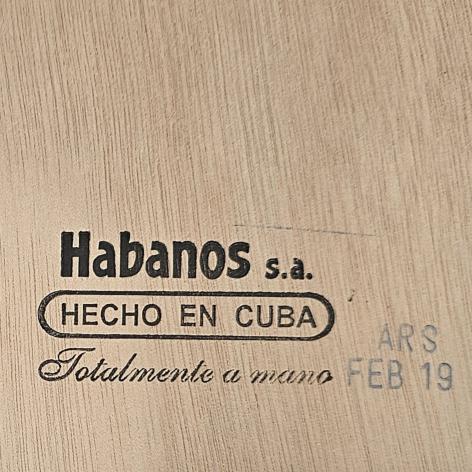 Habanos s.a.
HECHO EN CUBA
Totalmente a mano
ARS
FEB 19